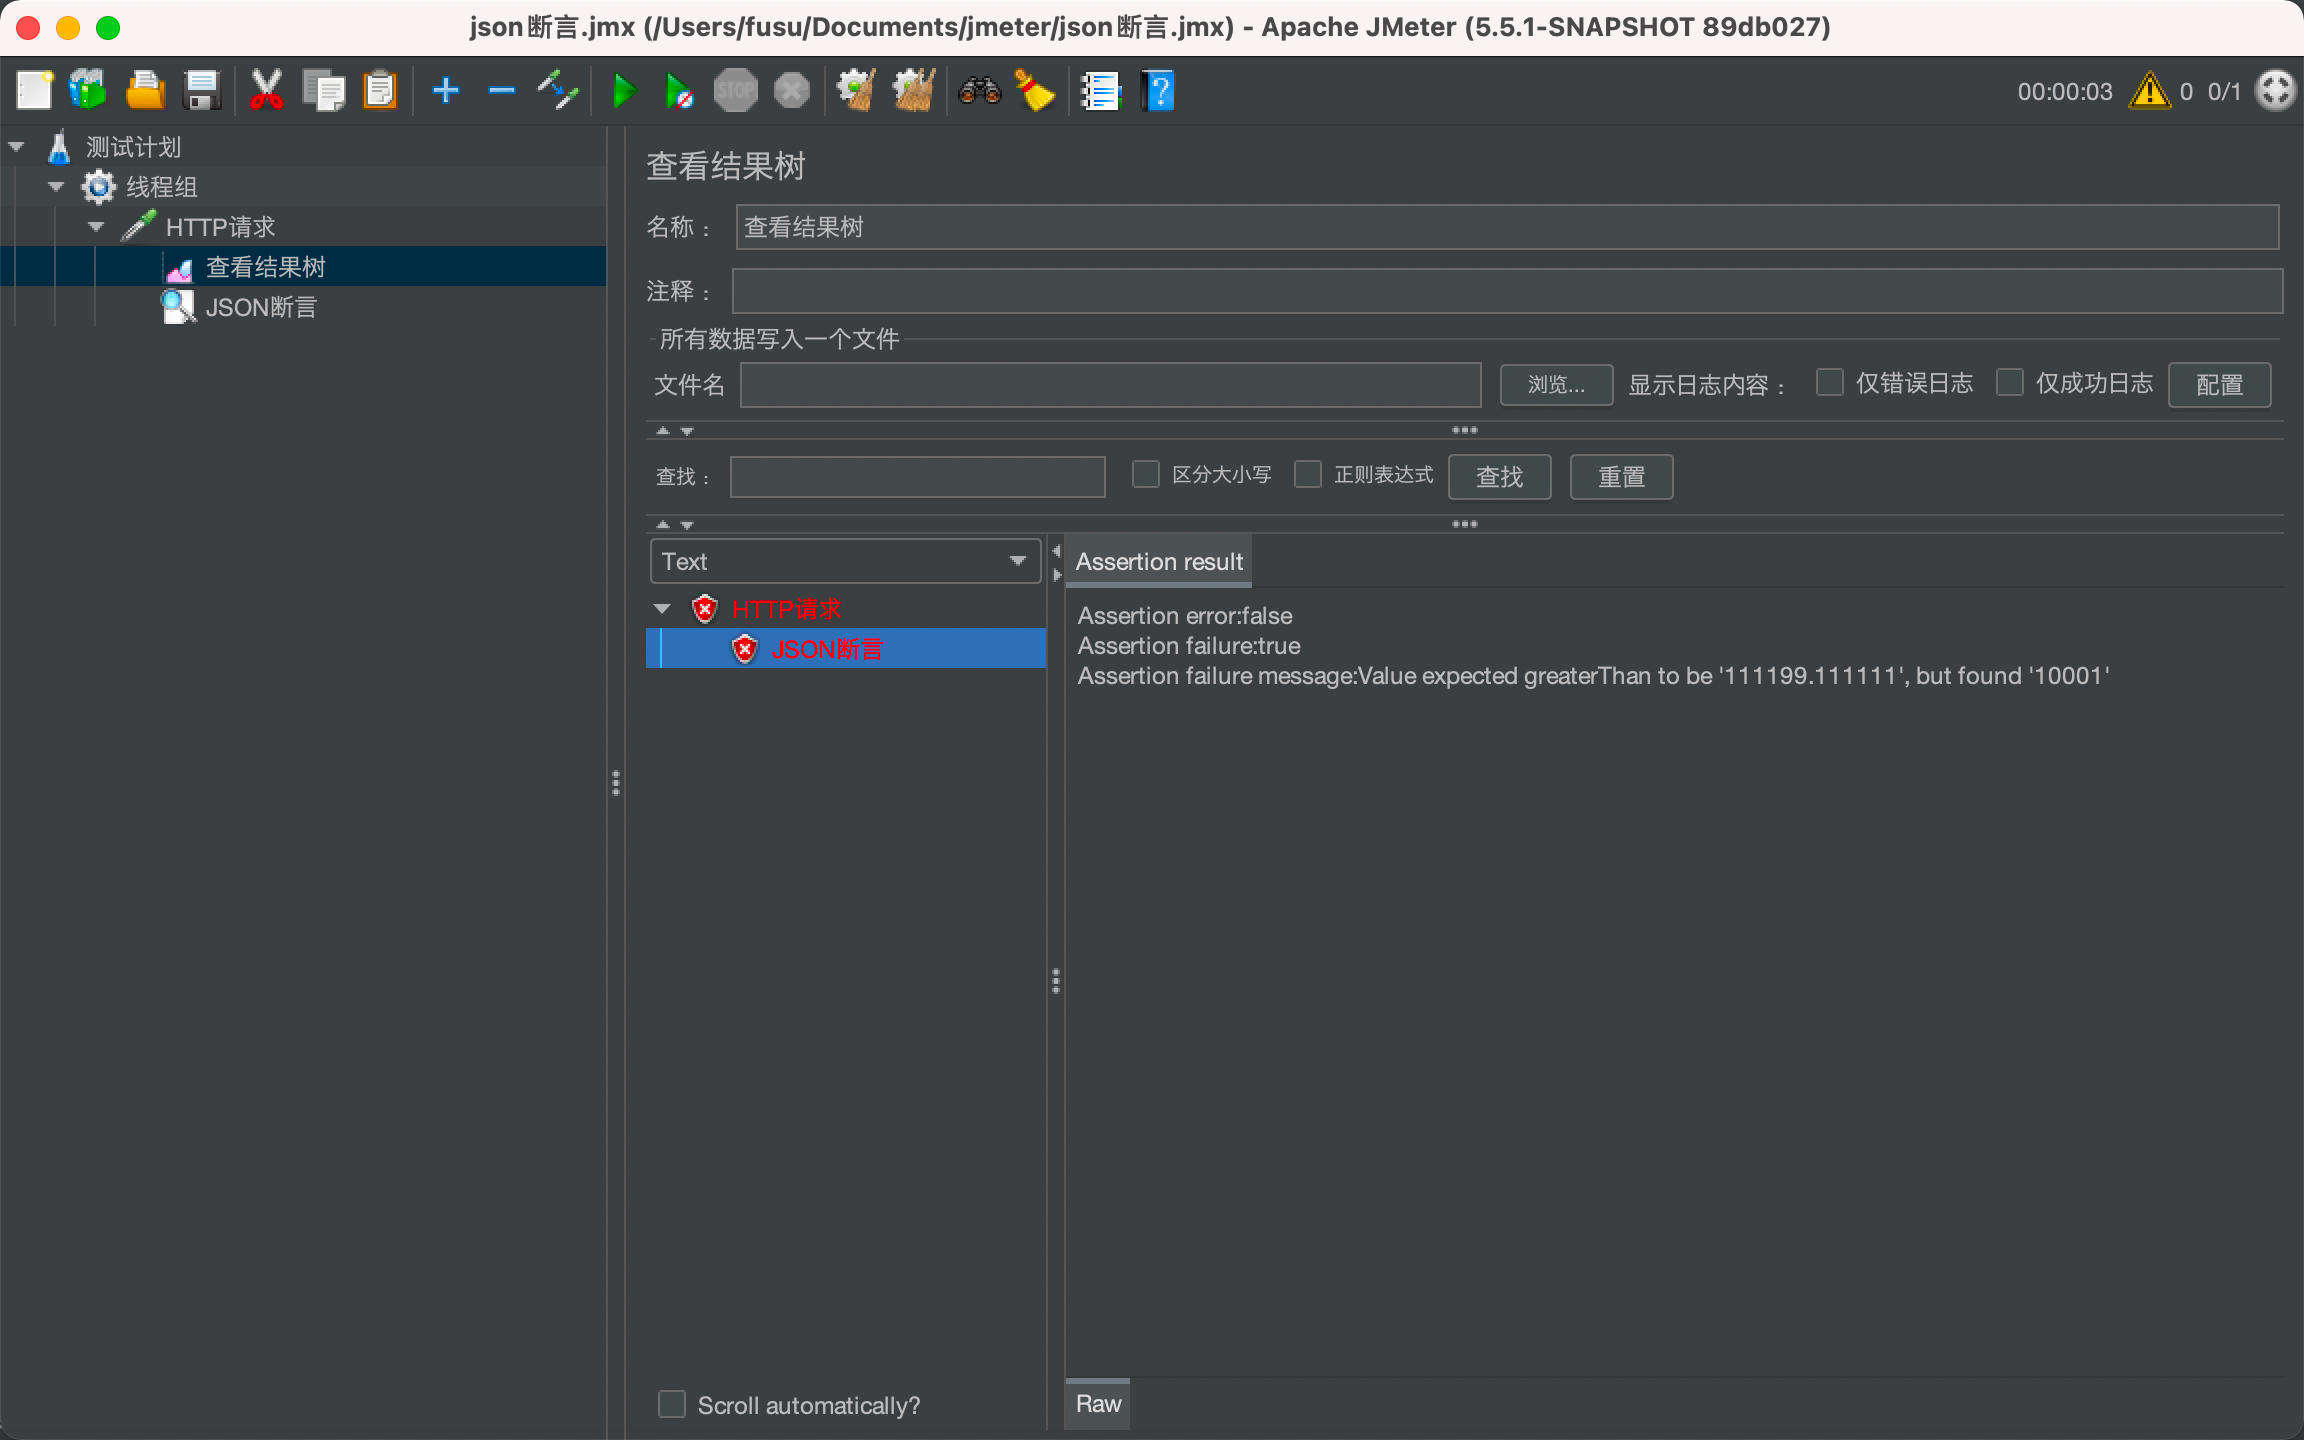 json断言.jmx (/Users/fusu/Documents/jmeter/json断言.jmx) - Apache JMeter (5.5.1-SNAPSHOT 89db027)
STOP
00:00:03 0 0/1
测试计划
线程组
HTTP请求
查看结果树
JSON断言
查看结果树
名称： 查看结果树
注释：
所有数据写入一个文件
文件名 浏览... 显示日志内容： 仅错误日志 仅成功日志 配置
查找： 区分大小写 正则表达式 查找 重置
Text
HTTP请求
JSON断言
Scroll automatically?
Assertion result
Assertion error:false
Assertion failure:true
Assertion failure message:Value expected greaterThan to be '111199.111111', but found '10001'
Raw